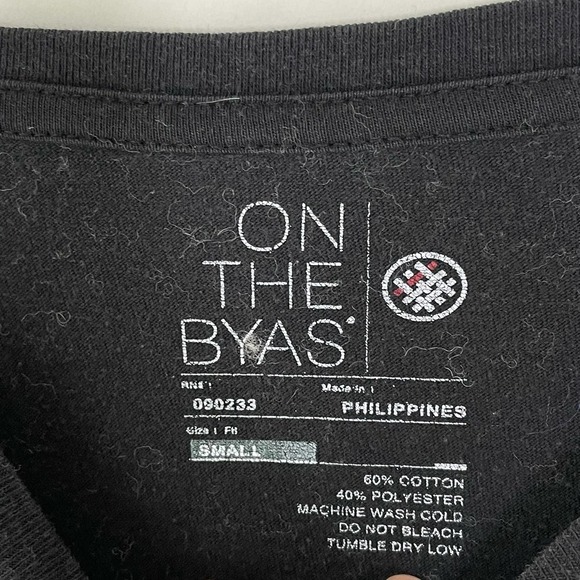 ON
THE
BYAS
RN# : Made in :
090233 PHILIPPINES
Size | Fit
SMALL
60% COTTON
40% POLYESTER
MACHINE WASH COLD
DO NOT BLEACH
TUMBLE DRY LOW